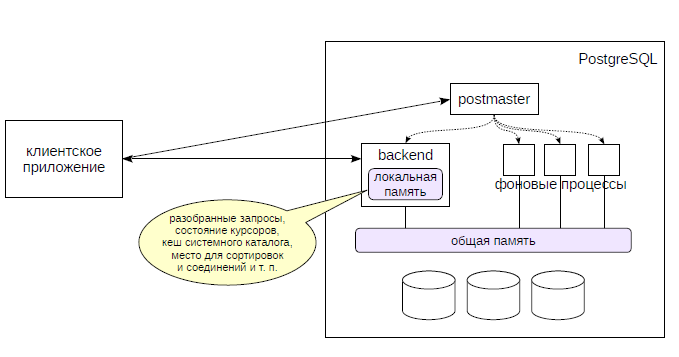 PostgreSQL
postmaster
клиентское
приложение
backend
локальная
память
фоновые процессы
разобранные запросы,
состояние курсоров,
кеш системного каталога,
место для сортировок
и соединений и т. п.
общая память